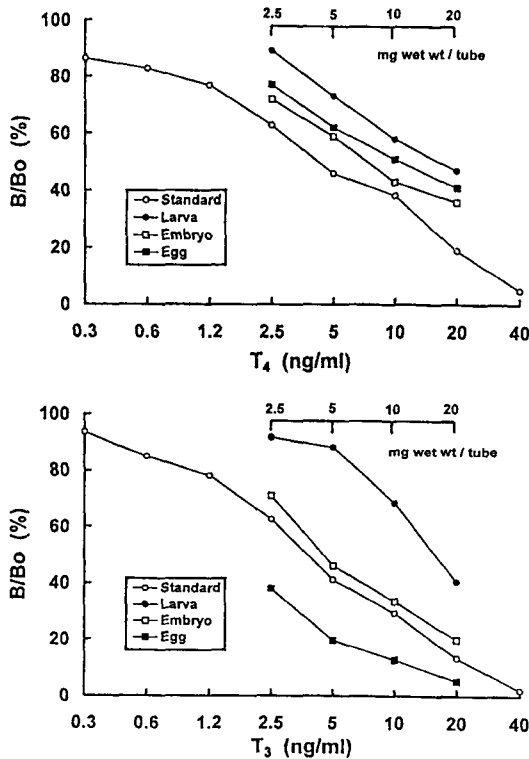 2.5 5 10 20
mg wet wt / tube
100
80
60
40
20
0
B/Bo (%)
Standard
Larva
Embryo
Egg
0.3 0.6 1.2 2.5 5 10 20 40
T4 (ng/ml)
2.5 5 10 20
mg wet wt / tube
100
80
60
40
20
0
B/Bo (%)
Standard
Larva
Embryo
Egg
0.3 0.6 1.2 2.5 5 10 20 40
T3 (ng/ml)